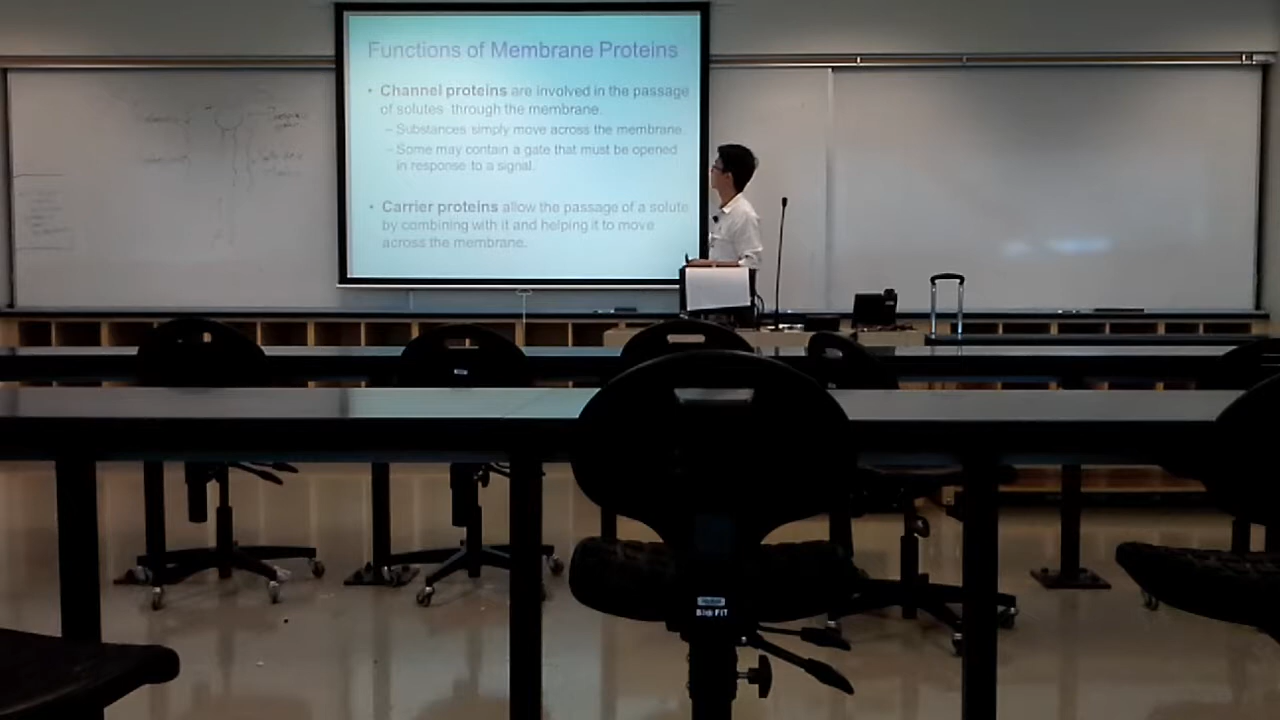 Functions of Membrane Proteins
• Channel proteins are involved in the passage
of solutes through the membrane.
– Substances simply move across the membrane.
– Some may contain a gate that must be opened
in response to a signal.
• Carrier proteins allow the passage of a solute
by combining with it and helping it to move
across the membrane.
BIO FIT